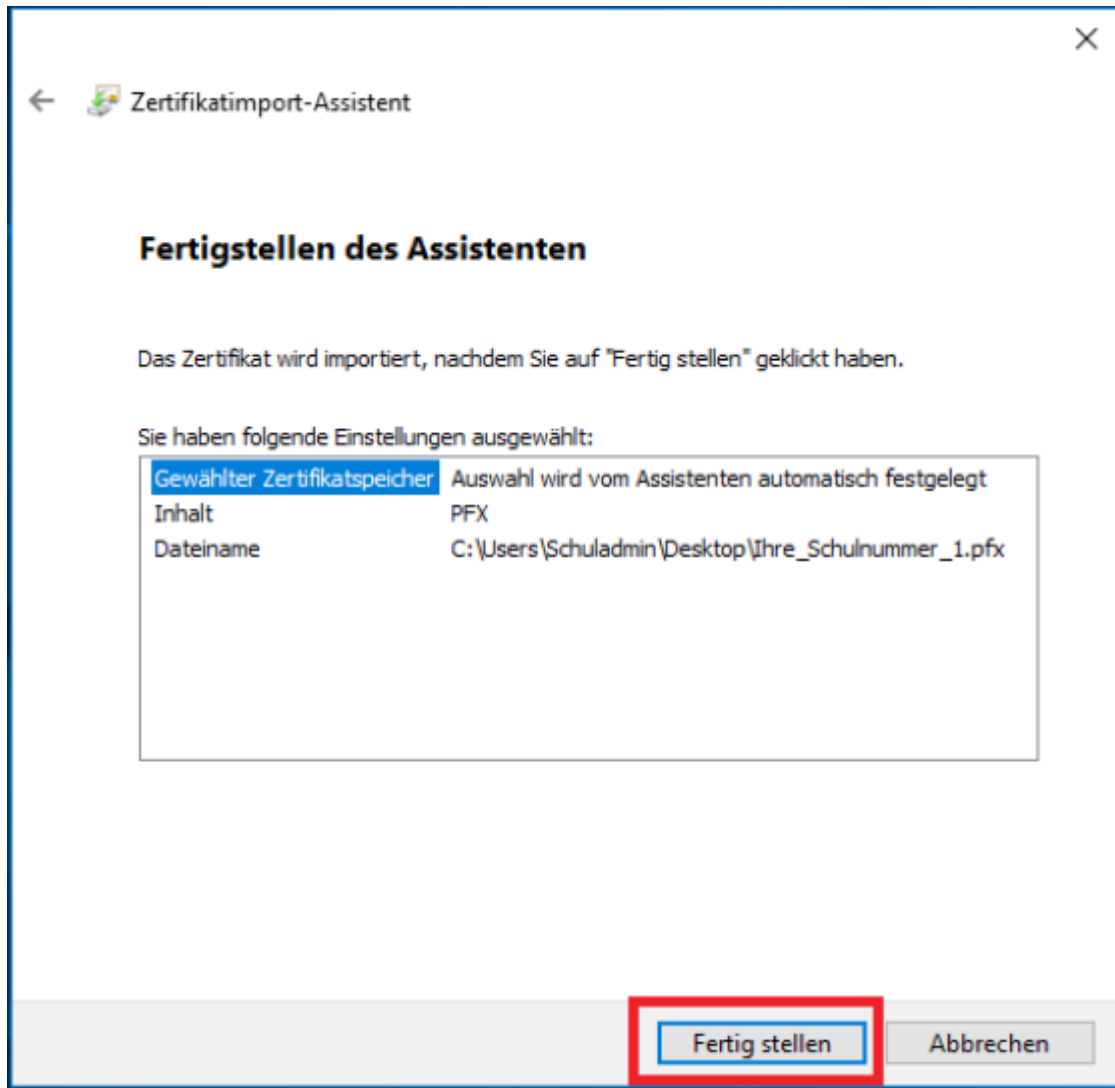 Zertifikatimport-Assistent
Fertigstellen des Assistenten
Das Zertifikat wird importiert, nachdem Sie auf "Fertig stellen" geklickt haben.
Sie haben folgende Einstellungen ausgewählt:
Gewählter Zertifikatspeicher Auswahl wird vom Assistenten automatisch festgelegt
Inhalt PFX
Dateiname C:\Users\Schuladmin\Desktop\Ihre_Schulnummer_1.pfx
Fertig stellen Abbrechen